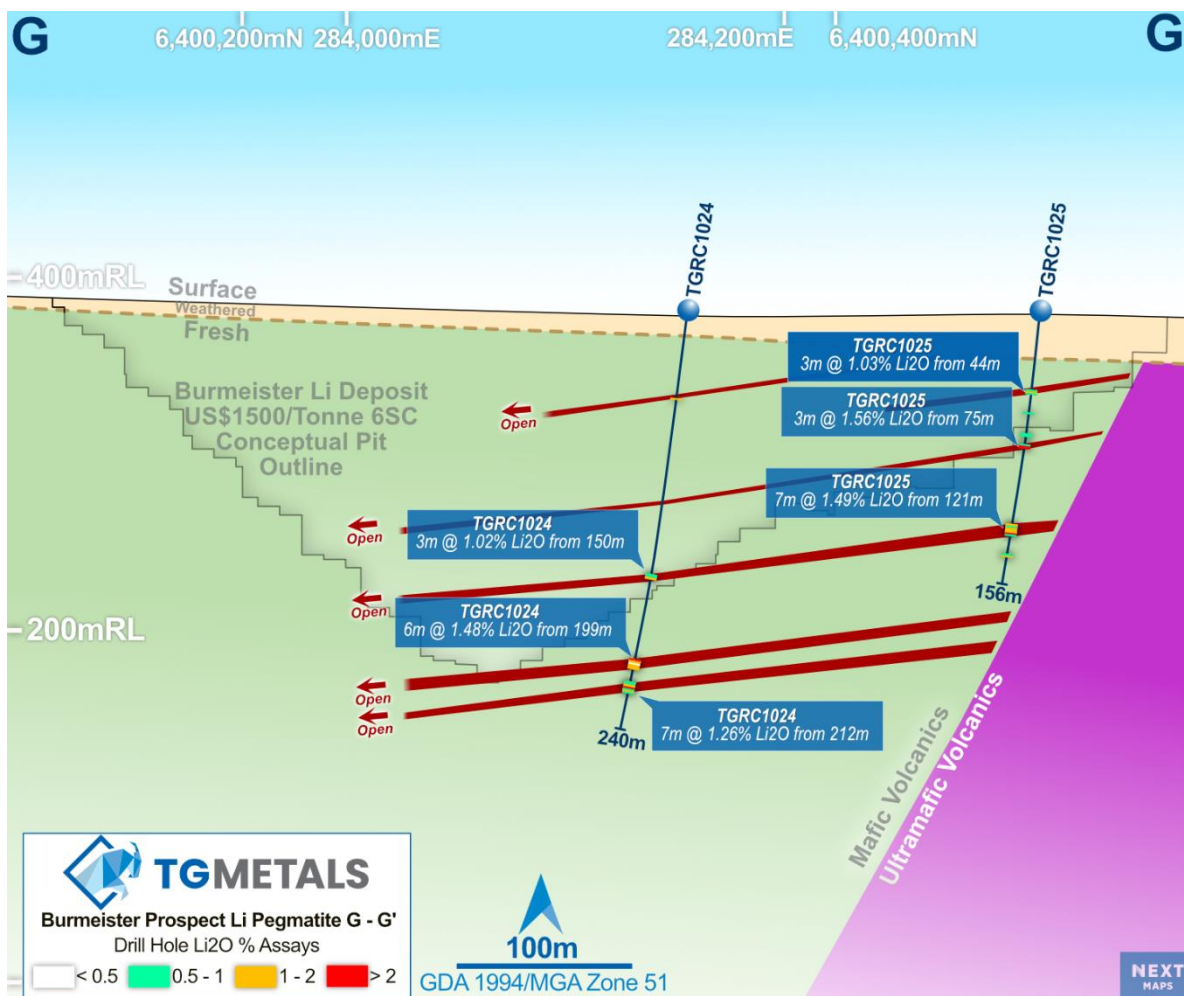 G
6,400,200mN 284,000mE 284,200mE 6,400,400mN
G
TGRC1024
TGRC1025
400mRL
Surface
Weathered
Fresh
TGRC1025
3m @ 1.03% Li2O from 44m
Burmeister Li Deposit
US$1500/Tonne 6SC
Conceptual Pit
Outline
Open
TGRC1025
3m @ 1.56% Li2O from 75m
TGRC1025
7m @ 1.49% Li2O from 121m
Open
TGRC1024
3m @ 1.02% Li2O from 150m
156m
Open
TGRC1024
6m @ 1.48% Li2O from 199m
200mRL
Open
Open
TGRC1024
7m @ 1.26% Li2O from 212m
240m
Mafic Volcanics
Ultramafic Volcanics
TGMETALS
Burmeister Prospect Li Pegmatite G - G'
Drill Hole Li2O % Assays
< 0.5 0.5 - 1 1 - 2 > 2
100m
GDA 1994/MGA Zone 51
NEXT
MAPS